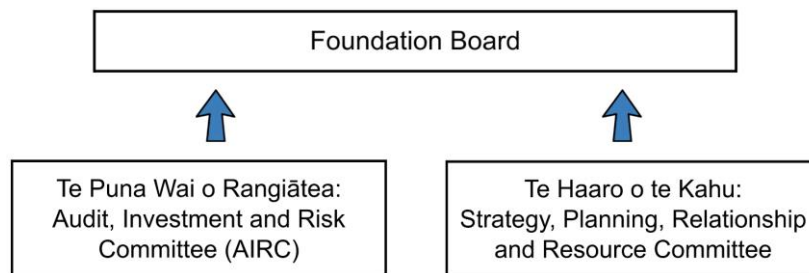 Foundation Board
Te Puna Wai o Rangiātea:
Audit, Investment and Risk
Committee (AIRC)
Te Haaro o te Kahu:
Strategy, Planning, Relationship
and Resource Committee